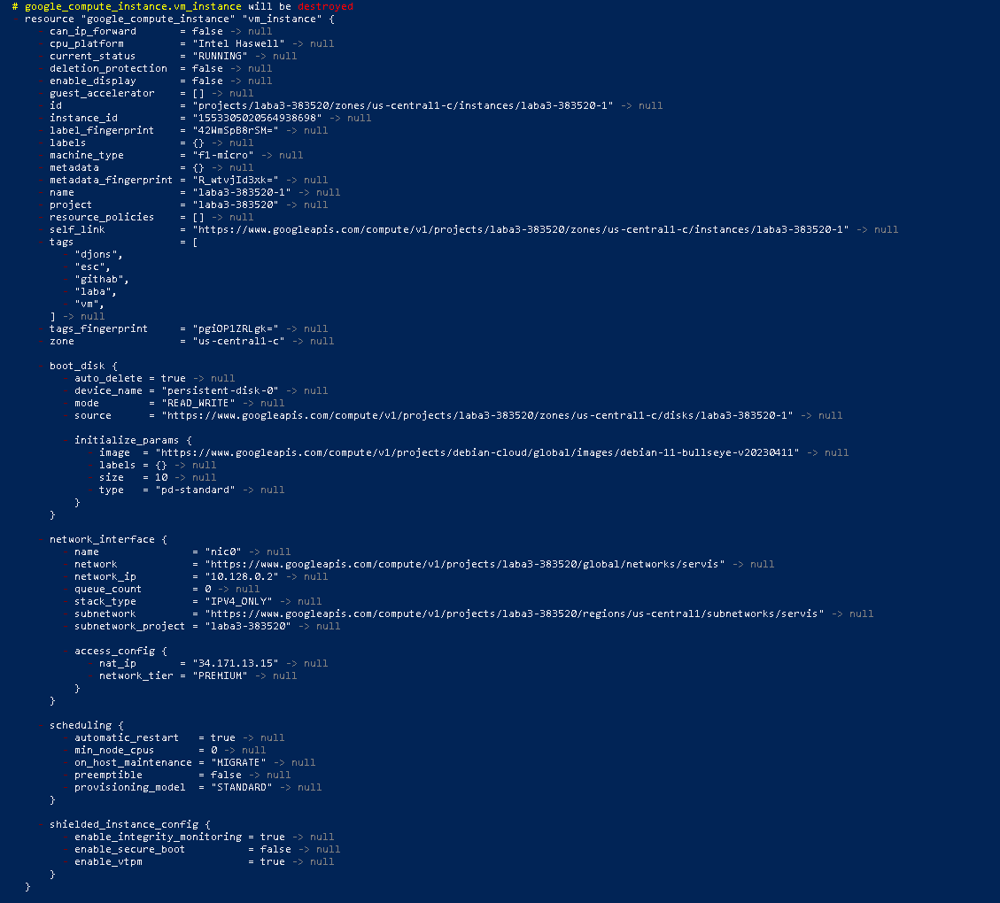 # google_compute_instance.vm_instance will be destroyed
resource "google_compute_instance" "vm_instance" {
can_ip_forward = false -> null
cpu_platform = "Intel Haswell" -> null
current_status = "RUNNING" -> null
deletion_protection = false -> null
enable_display = false -> null
guest_accelerator = [] -> null
id = "projects/laba3-383520/zones/us-central1-c/instances/laba3-383520-1" -> null
instance_id = "1553305020564938698" -> null
label_fingerprint = "42WmSpB8rSM=" -> null
labels = {} -> null
machine_type = "f1-micro" -> null
metadata = {} -> null
metadata_fingerprint = "R_wtvjId3xk=" -> null
name = "laba3-383520-1" -> null
project = "laba3-383520" -> null
resource_policies = [] -> null
self_link = "https://www.googleapis.com/compute/v1/projects/laba3-383520/zones/us-central1-c/instances/laba3-383520-1" -> null
tags = [
"djons",
"esc",
"githab",
"laba",
"vm",
] -> null
tags_fingerprint = "pgiOP1ZRLgk=" -> null
zone = "us-central1-c" -> null
boot_disk {
auto_delete = true -> null
device_name = "persistent-disk-0" -> null
mode = "READ_WRITE" -> null
source = "https://www.googleapis.com/compute/v1/projects/laba3-383520/zones/us-central1-c/disks/laba3-383520-1" -> null
initialize_params {
image = "https://www.googleapis.com/compute/v1/projects/debian-cloud/global/images/debian-11-bullseye-v20230411" -> null
labels = {} -> null
size = 10 -> null
type = "pd-standard" -> null
}
}
network_interface {
name = "nic0" -> null
network = "https://www.googleapis.com/compute/v1/projects/laba3-383520/global/networks/servis" -> null
network_ip = "10.128.0.2" -> null
queue_count = 0 -> null
stack_type = "IPV4_ONLY" -> null
subnetwork = "https://www.googleapis.com/compute/v1/projects/laba3-383520/regions/us-central1/subnetworks/servis" -> null
subnetwork_project = "laba3-383520" -> null
access_config {
nat_ip = "34.171.13.15" -> null
network_tier = "PREMIUM" -> null
}
}
scheduling {
automatic_restart = true -> null
min_node_cpus = 0 -> null
on_host_maintenance = "MIGRATE" -> null
preemptible = false -> null
provisioning_model = "STANDARD" -> null
}
shielded_instance_config {
enable_integrity_monitoring = true -> null
enable_secure_boot = false -> null
enable_vtpm = true -> null
}
}